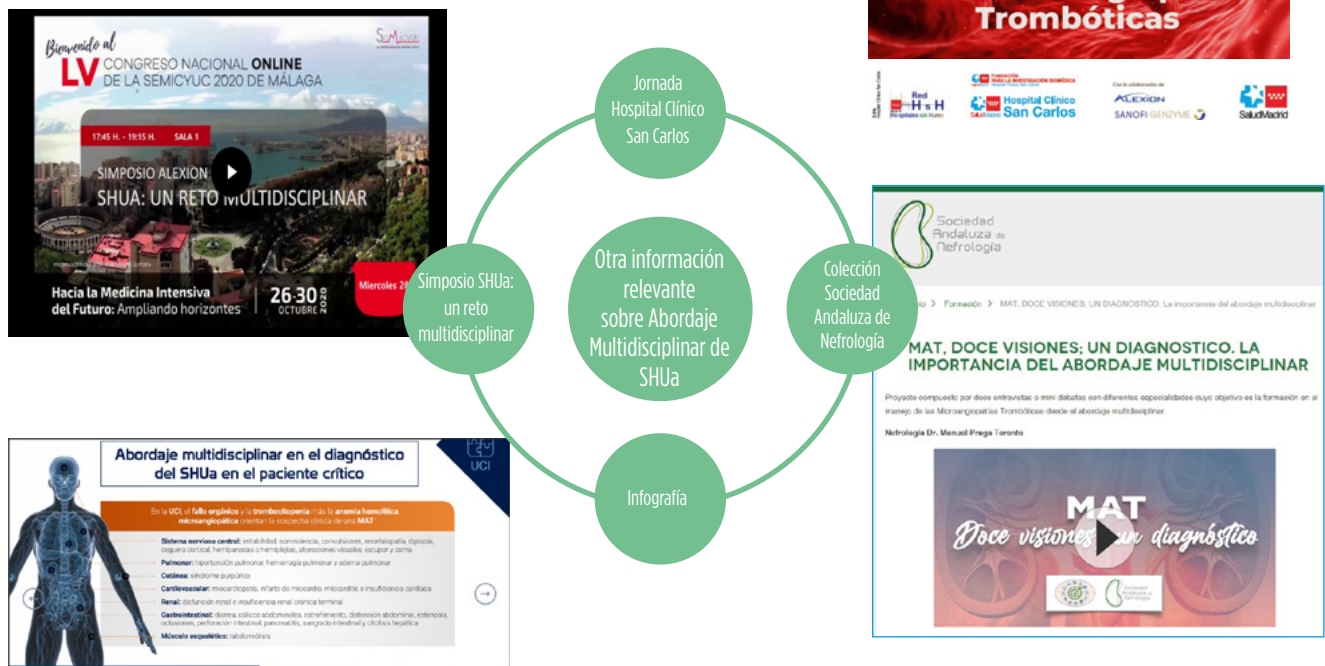 Bienvenido al
LV CONGRESO NACIONAL ONLINE
DE LA SEMICYUC 2020 DE MÁLAGA
17:45 H. - 19:15 H. SALA 1
SIMPOSIO ALEXION
SHUA: UN RETO MULTIDISCIPLINAR
Hacia la Medicina Intensiva
del Futuro: Ampliando horizontes
26-30
OCTUBRE 2020
Miercoles
Trombóticas
Red
H s H
FUNDACIÓN
PARA LA INVESTIGACIÓN BIOMÉDICA
Hospital Clínico
San Carlos
Con la colaboración de:
ALEXION
SANOFI GENZYME
SaludMadrid
Jornada
Hospital Clínico
San Carlos
Simposio SHUa:
un reto
multidisciplinar
Otra información
relevante
sobre Abordaje
Multidisciplinar de
SHUa
Colección
Sociedad
Andaluza de
Nefrología
Infografía
Sociedad
Andaluza de
Nefrología
> Formación > MAT, DOCE VISIONES; UN DIAGNOSTICO. La importancia del abordaje multidisciplinar
MAT, DOCE VISIONES; UN DIAGNOSTICO. LA
IMPORTANCIA DEL ABORDAJE MULTIDISCIPLINAR
Proyecto compuesto por doce entrevistas o mini debates con diferentes especialidades cuyo objetivo es la formación en el
manejo de las Microangiopatías Trombóticas desde el abordaje multidisciplinar.
Nefrología Dr. Manuel Praga Terente
MAT
Doce visiones un diagnóstico
Sociedad
Andaluza de
Nefrología
Abordaje multidisciplinar en el diagnóstico
del SHUa en el paciente crítico
UCI
En la UCI, el fallo orgánico y la trombocitopenia más la anemia hemolítica
microangiopática orientan la sospecha clínica de una MAT
Sistema nervioso central: irritabilidad, somnolencia, convulsiones, encefalopatía, diplopia,
ceguera cortical, hemiparesias o hemiplejias, alteraciones visuales, estupor y coma
Pulmonar: hipertensión pulmonar, hemorragia pulmonar y edema pulmonar
Cutánea: síndrome purpúrico
Cardiovascular: miocardiopatía, infarto de miocardio, miocarditis e insuficiencia cardíaca
Renal: disfunción renal e insuficiencia renal crónica terminal
Gastrointestinal: diarrea, cólicos abdominales, estreñimiento, distensión abdominal, estenosis,
oclusiones, perforación intestinal, pancreatitis, sangrado intestinal y citolisis hepática
Músculo esquelético: rabdomiólisis